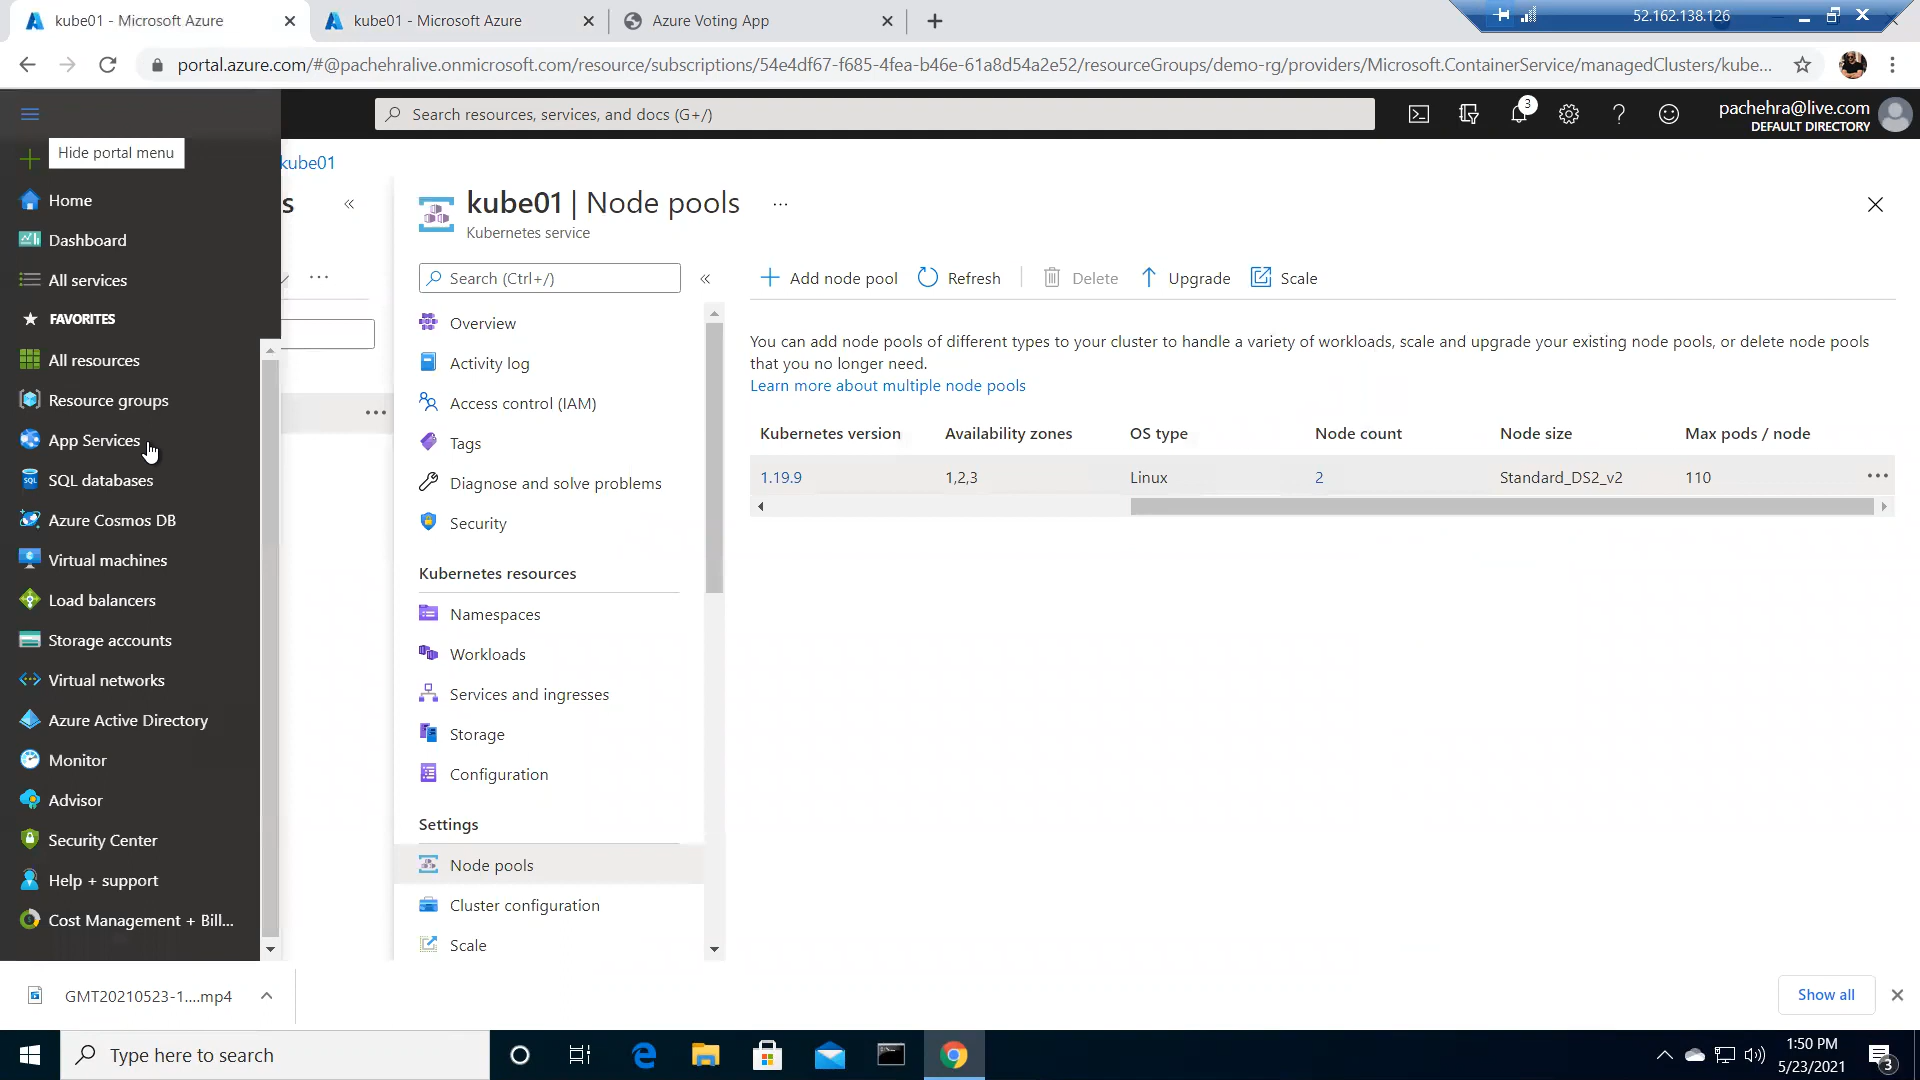 kube01 - Microsoft Azure
kube01 - Microsoft Azure
Azure Voting App
52.162.138.126
portal.azure.com/#@pachehralive.onmicrosoft.com/resource/subscriptions/54e4df67-f685-4fea-b46e-61a8d54a2e52/resourceGroups/demo-rg/providers/Microsoft.ContainerService/managedClusters/kube...
Search resources, services, and docs (G+/)
3
pachehra@live.com
DEFAULT DIRECTORY
Hide portal menu
Home
Dashboard
All services
FAVORITES
All resources
Resource groups
App Services
SQL databases
Azure Cosmos DB
Virtual machines
Load balancers
Storage accounts
Virtual networks
Azure Active Directory
Monitor
Advisor
Security Center
Help + support
Cost Management + Bill...
kube01
s
kube01 | Node pools
Kubernetes service
Search (Ctrl+/)
Overview
Activity log
Access control (IAM)
Tags
Diagnose and solve problems
Security
Kubernetes resources
Namespaces
Workloads
Services and ingresses
Storage
Configuration
Settings
Node pools
Cluster configuration
Scale
Add node pool Refresh Delete Upgrade Scale
You can add node pools of different types to your cluster to handle a variety of workloads, scale and upgrade your existing node pools, or delete node pools
that you no longer need.
Learn more about multiple node pools
Kubernetes version Availability zones OS type Node count Node size Max pods / node
1.19.9 1,2,3 Linux 2 Standard_DS2_v2 110
GMT20210523-1....mp4
Show all
Type here to search
1:50 PM
5/23/2021
3